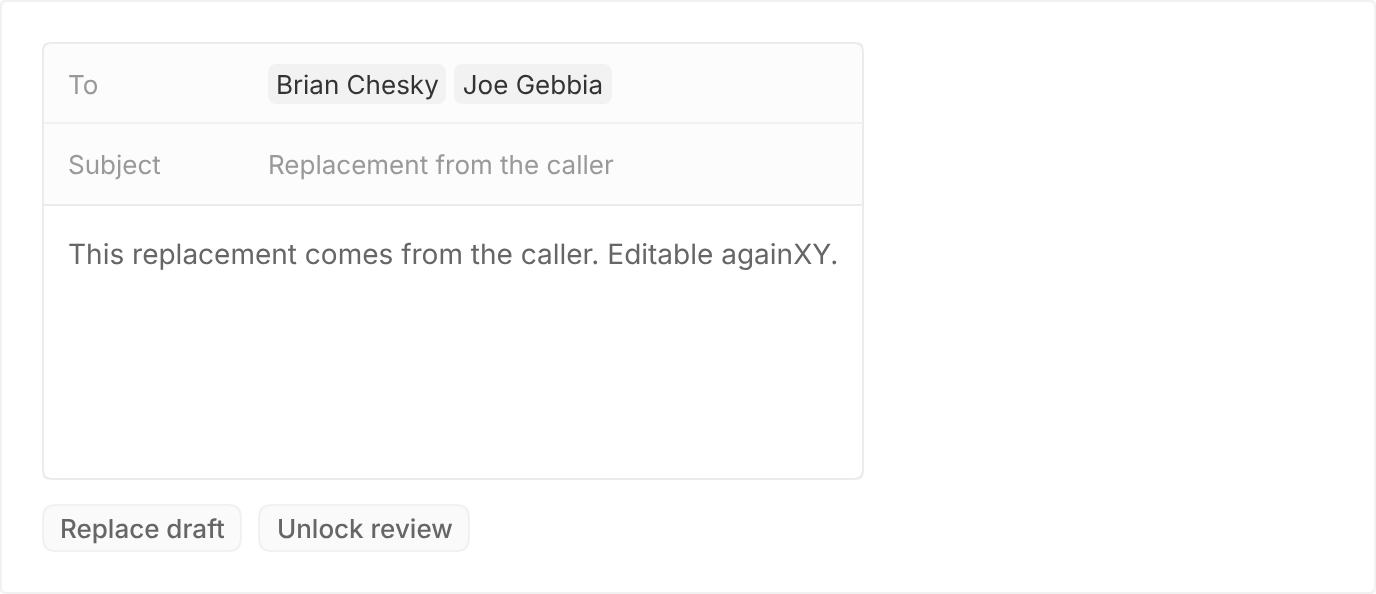 To Brian Chesky Joe Gebbia
Subject Replacement from the caller
This replacement comes from the caller. Editable againXY.
Replace draft Unlock review